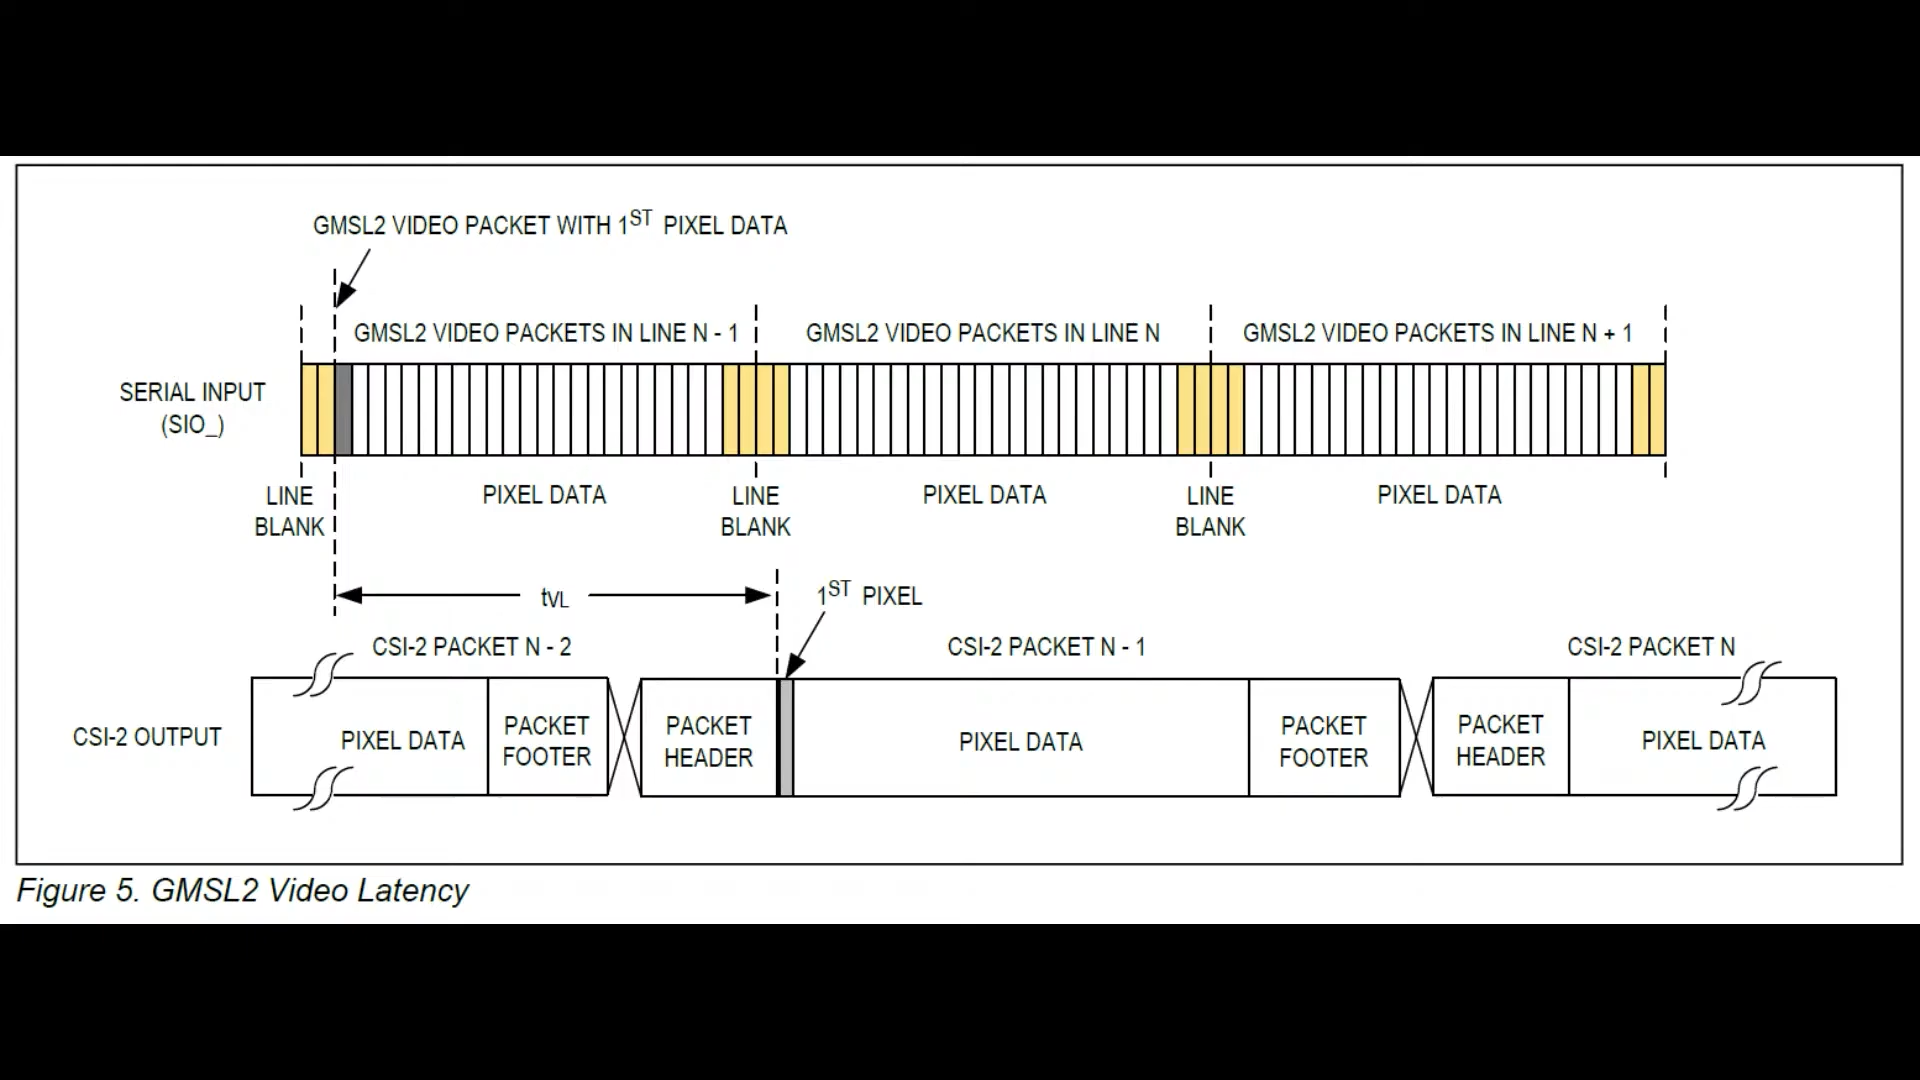 GMSL2 VIDEO PACKET WITH 1ST PIXEL DATA
GMSL2 VIDEO PACKETS IN LINE N - 1
GMSL2 VIDEO PACKETS IN LINE N
GMSL2 VIDEO PACKETS IN LINE N + 1
SERIAL INPUT
(SIO_)
LINE
BLANK
PIXEL DATA
LINE
BLANK
PIXEL DATA
LINE
BLANK
PIXEL DATA
tVL
1ST PIXEL
CSI-2 PACKET N - 2
CSI-2 PACKET N - 1
CSI-2 PACKET N
CSI-2 OUTPUT
PIXEL DATA
PACKET
FOOTER
PACKET
HEADER
PIXEL DATA
PACKET
FOOTER
PACKET
HEADER
PIXEL DATA
Figure 5. GMSL2 Video Latency